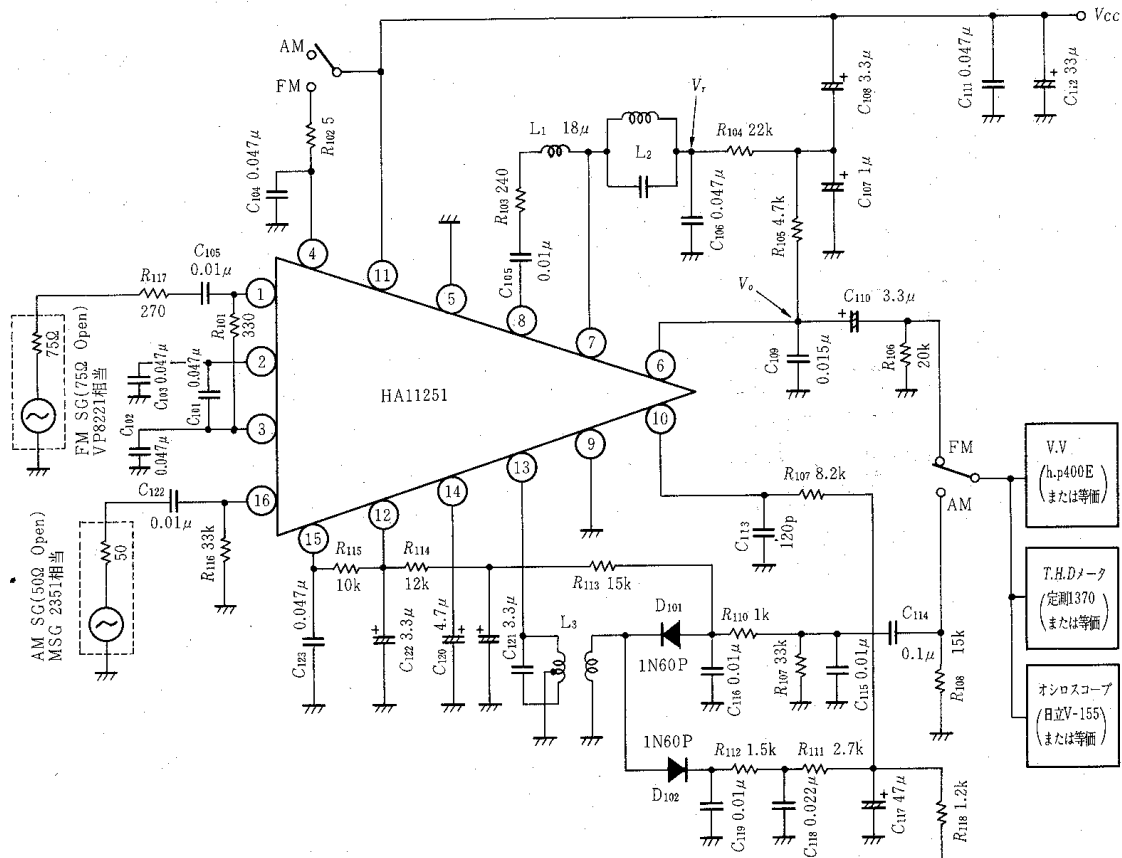 Vcc
AM
FM
R102 5
C104 0.047μ
C108 3.3μ
C111 0.047μ
C112 33μ
L1 18μ
L2
Vr
R104 22k
R103 240
C105 0.01μ
C106 0.047μ
R105 4.7k
C107 1μ
4
11
5
8
7
6
10
9
13
14
12
15
16
3
2
1
HA11251
R117
270
C105
0.01μ
R101
330
75Ω
FM SG(75Ω Open)
VP8221相当
C103 0.047μ
C101 0.047μ
C102
0.047μ
C122
0.01μ
R116 33k
50
AM SG(50Ω Open)
MSG 2351相当
Vo
C110 3.3μ
C109
0.015μ
R106
20k
FM
AM
V.V
(h.p400E
または等価)
T.H.Dメータ
(定測1370
または等価)
オシロスコープ
(日立V-155
または等価)
R107 8.2k
C113
120p
R115
10k
R114
12k
R113 15k
C123 0.047μ
C122 3.3μ
C120 4.7μ
C121 3.3μ
L3
D101
1N60P
R110 1k
C116 0.01μ
R107 33k
C115 0.01μ
C114
0.1μ
15k
R108
1N60P
D102
R112 1.5k
R111 2.7k
C119 0.01μ
C118 0.022μ
C117 47μ
R118 1.2k